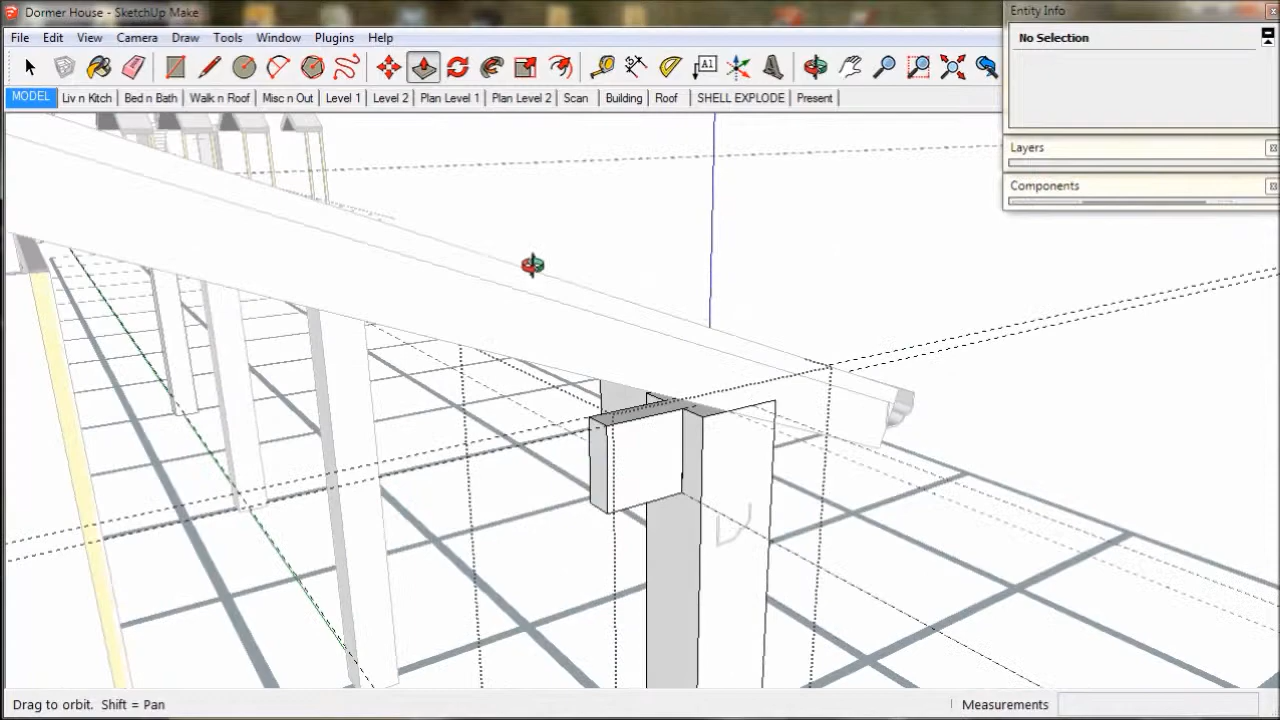 Dormer House - SketchUp Make
Entity Info
File Edit View Camera Draw Tools Window Plugins Help
No Selection
A1
MODEL Liv n Kitch Bed n Bath Walk n Roof Misc n Out Level 1 Level 2 Plan Level 1 Plan Level 2 Scan Building Roof SHELL EXPLODE Present
Layers
Components
Drag to orbit. Shift = Pan
Measurements